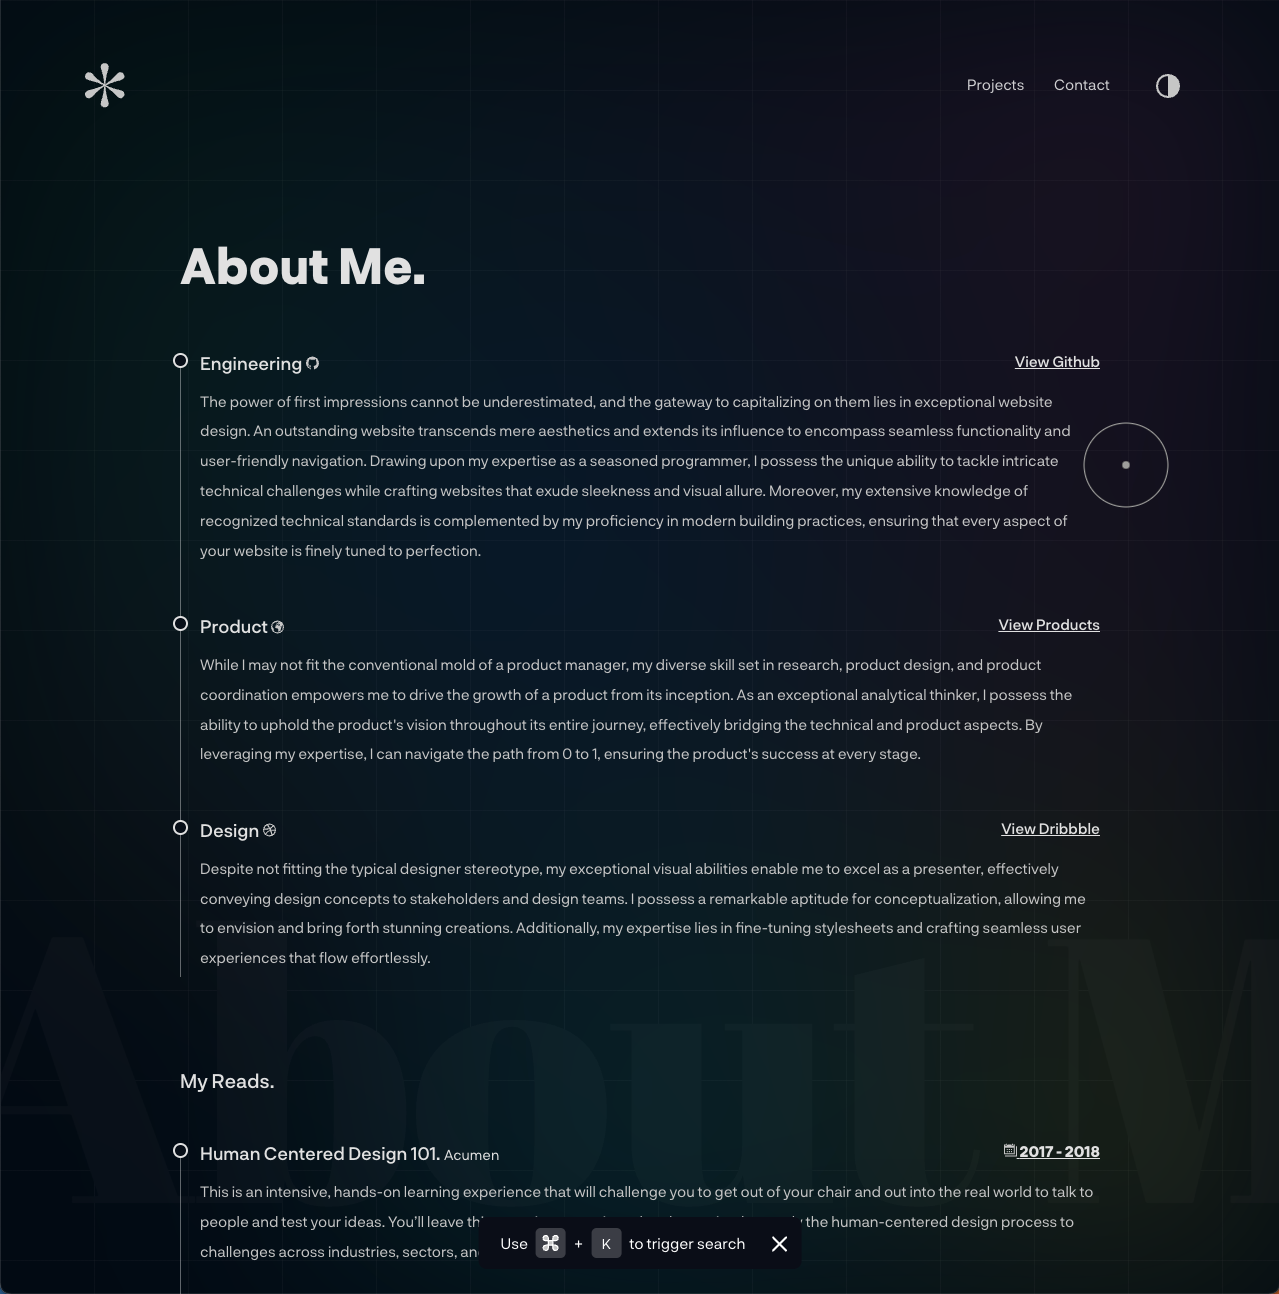 Projects Contact
About Me.
Engineering View Github
The power of first impressions cannot be underestimated, and the gateway to capitalizing on them lies in exceptional website
design. An outstanding website transcends mere aesthetics and extends its influence to encompass seamless functionality and
user-friendly navigation. Drawing upon my expertise as a seasoned programmer, I possess the unique ability to tackle intricate
technical challenges while crafting websites that exude sleekness and visual allure. Moreover, my extensive knowledge of
recognized technical standards is complemented by my proficiency in modern building practices, ensuring that every aspect of
your website is finely tuned to perfection.
Product View Products
While I may not fit the conventional mold of a product manager, my diverse skill set in research, product design, and product
coordination empowers me to drive the growth of a product from its inception. As an exceptional analytical thinker, I possess the
ability to uphold the product's vision throughout its entire journey, effectively bridging the technical and product aspects. By
leveraging my expertise, I can navigate the path from 0 to 1, ensuring the product's success at every stage.
Design View Dribbble
Despite not fitting the typical designer stereotype, my exceptional visual abilities enable me to excel as a presenter, effectively
conveying design concepts to stakeholders and design teams. I possess a remarkable aptitude for conceptualization, allowing me
to envision and bring forth stunning creations. Additionally, my expertise lies in fine-tuning stylesheets and crafting seamless user
experiences that flow effortlessly.
About M
My Reads.
Human Centered Design 101. Acumen 2017 - 2018
This is an intensive, hands-on learning experience that will challenge you to get out of your chair and out into the real world to talk to
people and test your ideas. You'll leave the human-centered design process to
challenges across industries, sectors,
Use ⌘ + K to trigger search